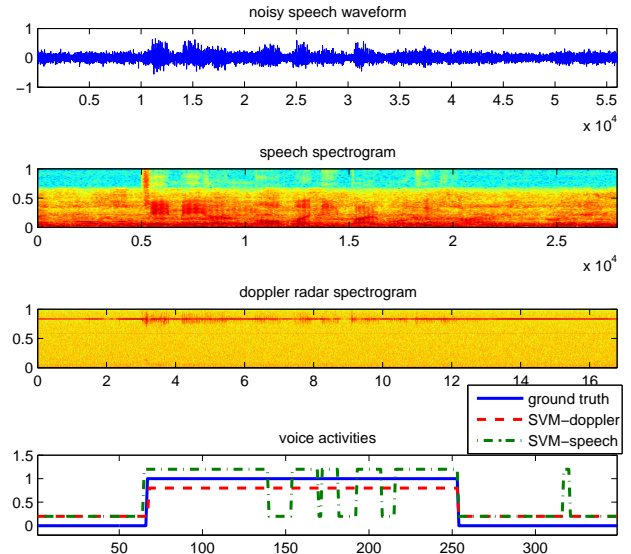 noisy speech waveform
1
0
−1
0.5 1 1.5 2 2.5 3 3.5 4 4.5 5 5.5
x 10^4
speech spectrogram
1
0.5
0
0 0.5 1 1.5 2 2.5
x 10^4
doppler radar spectrogram
1
0.5
0
0 2 4 6 8 10 12 14 16
ground truth
SVM−doppler
SVM−speech
voice activities
1.5
1
0.5
0
50 100 150 200 250 300